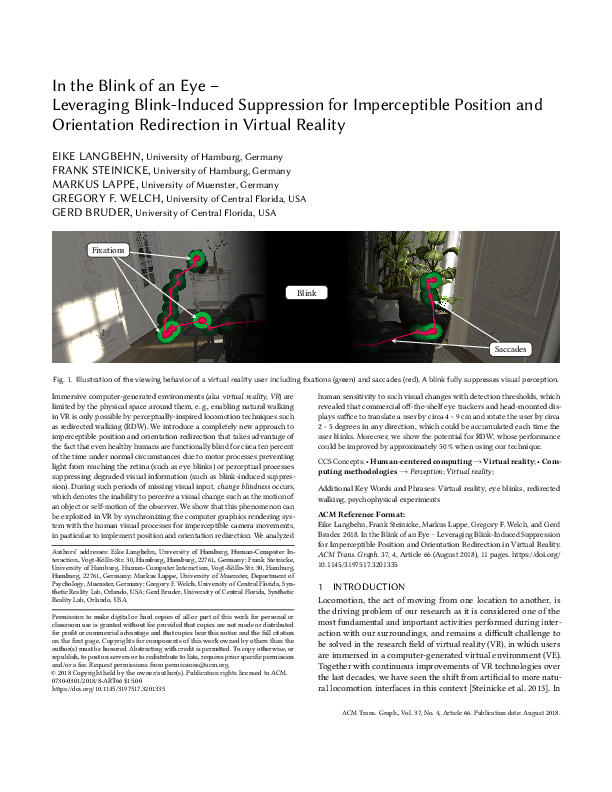 In the Blink of an Eye –
Leveraging Blink-Induced Suppression for Imperceptible Position and
Orientation Redirection in Virtual Reality
EIKE LANGBEHN, University of Hamburg, Germany
FRANK STEINICKE, University of Hamburg, Germany
MARKUS LAPPE, University of Muenster, Germany
GREGORY F. WELCH, University of Central Florida, USA
GERD BRUDER, University of Central Florida, USA
Fixations
Blink
Saccades
Fig. 1. Illustration of the viewing behavior of a virtual reality user including fixations (green) and saccades (red). A blink fully suppresses visual perception.
Immersive computer-generated environments (aka virtual reality, VR) are
limited by the physical space around them, e. g., enabling natural walking
in VR is only possible by perceptually-inspired locomotion techniques such
as redirected walking (RDW). We introduce a completely new approach to
imperceptible position and orientation redirection that takes advantage of
the fact that even healthy humans are functionally blind for circa ten percent
of the time under normal circumstances due to motor processes preventing
light from reaching the retina (such as eye blinks) or perceptual processes
suppressing degraded visual information (such as blink-induced suppres-
sion). During such periods of missing visual input, change blindness occurs,
which denotes the inability to perceive a visual change such as the motion of
an object or self-motion of the observer. We show that this phenomenon can
be exploited in VR by synchronizing the computer graphics rendering sys-
tem with the human visual processes for imperceptible camera movements,
in particular to implement position and orientation redirection. We analyzed
Authors' addresses: Eike Langbehn, University of Hamburg, Human-Computer In-
teraction, Vogt-Kölln-Str. 30, Hamburg, Hamburg, 22761, Germany; Frank Steinicke,
University of Hamburg, Human-Computer Interaction, Vogt-Kölln-Str. 30, Hamburg,
Hamburg, 22761, Germany; Markus Lappe, University of Muenster, Department of
Psychology, Muenster, Germany; Gregory F. Welch, University of Central Florida, Syn-
thetic Reality Lab, Orlando, USA; Gerd Bruder, University of Central Florida, Synthetic
Reality Lab, Orlando, USA.
Permission to make digital or hard copies of all or part of this work for personal or
classroom use is granted without fee provided that copies are not made or distributed
for profit or commercial advantage and that copies bear this notice and the full citation
on the first page. Copyrights for components of this work owned by others than the
author(s) must be honored. Abstracting with credit is permitted. To copy otherwise, or
republish, to post on servers or to redistribute to lists, requires prior specific permission
and/or a fee. Request permissions from permissions@acm.org.
© 2018 Copyright held by the owner/author(s). Publication rights licensed to ACM.
0730-0301/2018/8-ART66 $15.00
https://doi.org/10.1145/3197517.3201335
human sensitivity to such visual changes with detection thresholds, which
revealed that commercial off-the-shelf eye trackers and head-mounted dis-
plays suffice to translate a user by circa 4 - 9 cm and rotate the user by circa
2 - 5 degrees in any direction, which could be accumulated each time the
user blinks. Moreover, we show the potential for RDW, whose performance
could be improved by approximately 50% when using our technique.
CCS Concepts: • Human-centered computing → Virtual reality; • Com-
puting methodologies → Perception; Virtual reality;
Additional Key Words and Phrases: Virtual reality, eye blinks, redirected
walking, psychophysical experiments
ACM Reference Format:
Eike Langbehn, Frank Steinicke, Markus Lappe, Gregory F. Welch, and Gerd
Bruder. 2018. In the Blink of an Eye – Leveraging Blink-Induced Suppression
for Imperceptible Position and Orientation Redirection in Virtual Reality.
ACM Trans. Graph. 37, 4, Article 66 (August 2018), 11 pages. https://doi.org/
10.1145/3197517.3201335
1 INTRODUCTION
Locomotion, the act of moving from one location to another, is
the driving problem of our research as it is considered one of the
most fundamental and important activities performed during inter-
action with our surroundings, and remains a difficult challenge to
be solved in the research field of virtual reality (VR), in which users
are immersed in a computer-generated virtual environment (VE).
Together with continuous improvements of VR technologies over
the last decades, we have seen the shift from artificial to more natu-
ral locomotion interfaces in this context [Steinicke et al. 2013]. In
ACM Trans. Graph., Vol. 37, No. 4, Article 66. Publication date: August 2018.